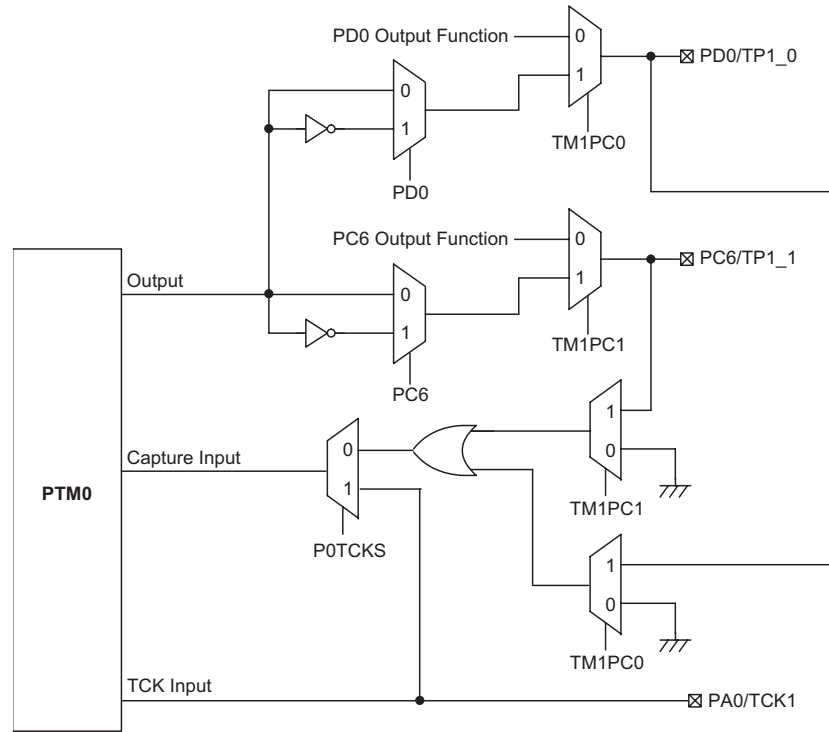 PD0 Output Function
0
1
PD0/TP1_0
TM1PC0
0
1
PD0
PC6 Output Function
0
1
PC6/TP1_1
TM1PC1
Output
0
1
PC6
1
0
TM1PC1
Capture Input
0
1
P0TCKS
PTM0
1
0
TM1PC0
TCK Input
PA0/TCK1